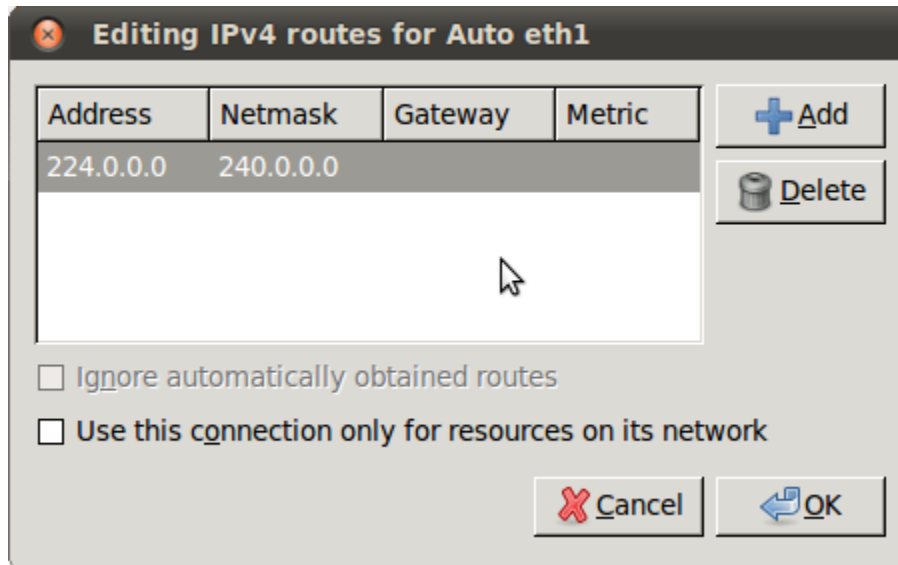 Editing IPv4 routes for Auto eth1
Address Netmask Gateway Metric
224.0.0.0 240.0.0.0
Add
Delete
Ignore automatically obtained routes
Use this connection only for resources on its network
Cancel OK